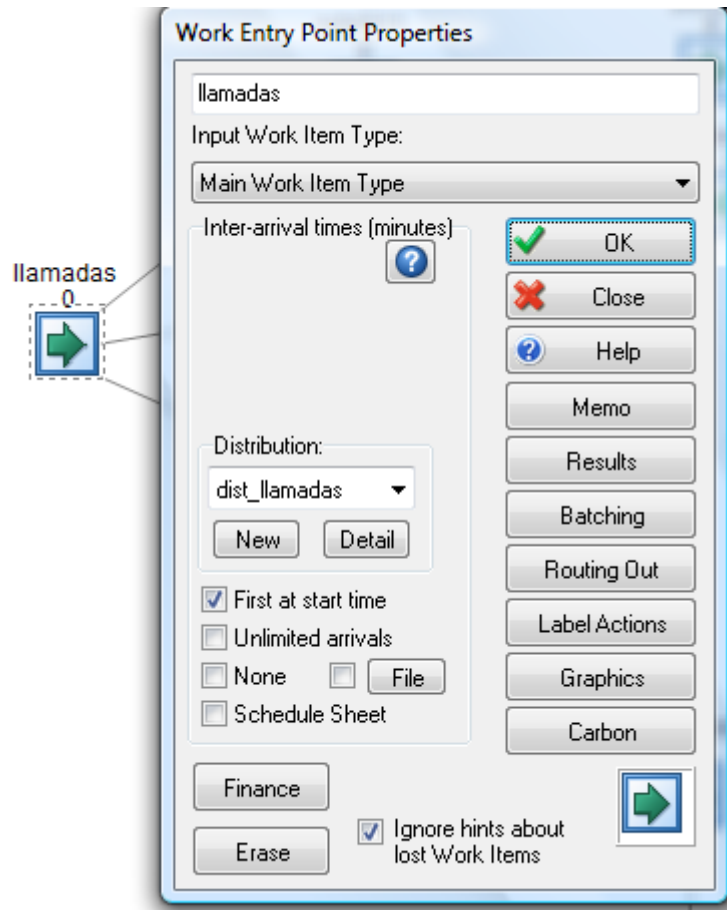 Work Entry Point Properties
llamadas
Input Work Item Type:
Main Work Item Type
Inter-arrival times (minutes)
OK
llamadas
0
Close
Help
Memo
Distribution:
Results
dist_llamadas
Batching
New Detail
Routing Out
First at start time
Label Actions
Unlimited arrivals
None File
Graphics
Schedule Sheet
Carbon
Finance
Ignore hints about
lost Work Items
Erase